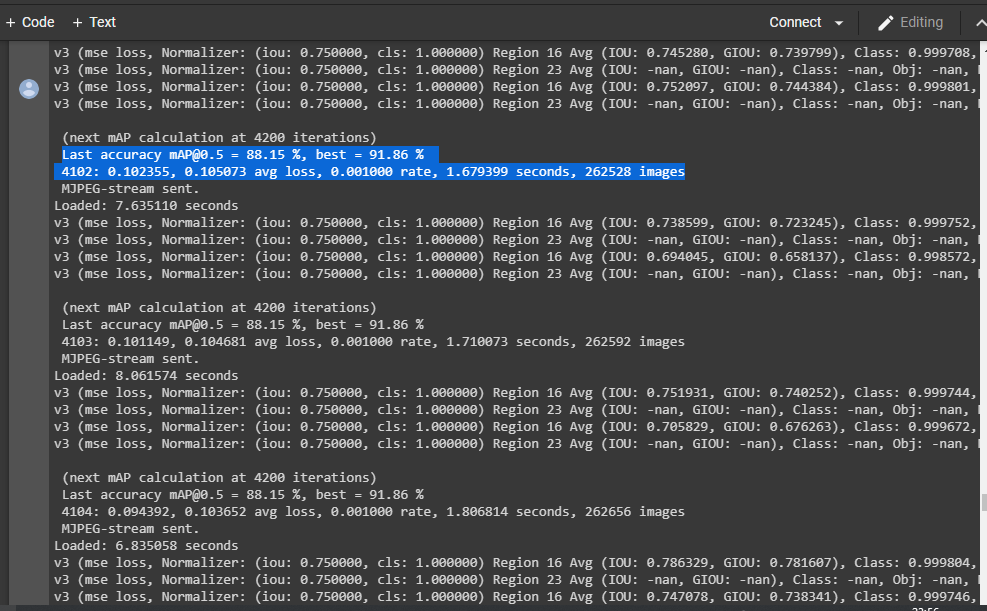 + Code + Text Connect Editing
v3 (mse loss, Normalizer: (iou: 0.750000, cls: 1.000000) Region 16 Avg (IOU: 0.745280, GIOU: 0.739799), Class: 0.999708,
v3 (mse loss, Normalizer: (iou: 0.750000, cls: 1.000000) Region 23 Avg (IOU: -nan, GIOU: -nan), Class: -nan, Obj: -nan,
v3 (mse loss, Normalizer: (iou: 0.750000, cls: 1.000000) Region 16 Avg (IOU: 0.752097, GIOU: 0.744384), Class: 0.999801,
v3 (mse loss, Normalizer: (iou: 0.750000, cls: 1.000000) Region 23 Avg (IOU: -nan, GIOU: -nan), Class: -nan, Obj: -nan,
(next mAP calculation at 4200 iterations)
Last accuracy mAP@0.5 = 88.15 %, best = 91.86 %
4102: 0.102355, 0.105073 avg loss, 0.001000 rate, 1.679399 seconds, 262528 images
MJPEG-stream sent.
Loaded: 7.635110 seconds
v3 (mse loss, Normalizer: (iou: 0.750000, cls: 1.000000) Region 16 Avg (IOU: 0.738599, GIOU: 0.723245), Class: 0.999752,
v3 (mse loss, Normalizer: (iou: 0.750000, cls: 1.000000) Region 23 Avg (IOU: -nan, GIOU: -nan), Class: -nan, Obj: -nan,
v3 (mse loss, Normalizer: (iou: 0.750000, cls: 1.000000) Region 16 Avg (IOU: 0.694045, GIOU: 0.658137), Class: 0.998572,
v3 (mse loss, Normalizer: (iou: 0.750000, cls: 1.000000) Region 23 Avg (IOU: -nan, GIOU: -nan), Class: -nan, Obj: -nan,
(next mAP calculation at 4200 iterations)
Last accuracy mAP@0.5 = 88.15 %, best = 91.86 %
4103: 0.101149, 0.104681 avg loss, 0.001000 rate, 1.710073 seconds, 262592 images
MJPEG-stream sent.
Loaded: 8.061574 seconds
v3 (mse loss, Normalizer: (iou: 0.750000, cls: 1.000000) Region 16 Avg (IOU: 0.751931, GIOU: 0.740252), Class: 0.999744,
v3 (mse loss, Normalizer: (iou: 0.750000, cls: 1.000000) Region 23 Avg (IOU: -nan, GIOU: -nan), Class: -nan, Obj: -nan,
v3 (mse loss, Normalizer: (iou: 0.750000, cls: 1.000000) Region 16 Avg (IOU: 0.705829, GIOU: 0.676263), Class: 0.999672,
v3 (mse loss, Normalizer: (iou: 0.750000, cls: 1.000000) Region 23 Avg (IOU: -nan, GIOU: -nan), Class: -nan, Obj: -nan,
(next mAP calculation at 4200 iterations)
Last accuracy mAP@0.5 = 88.15 %, best = 91.86 %
4104: 0.094392, 0.103652 avg loss, 0.001000 rate, 1.806814 seconds, 262656 images
MJPEG-stream sent.
Loaded: 6.835058 seconds
v3 (mse loss, Normalizer: (iou: 0.750000, cls: 1.000000) Region 16 Avg (IOU: 0.786329, GIOU: 0.781607), Class: 0.999804,
v3 (mse loss, Normalizer: (iou: 0.750000, cls: 1.000000) Region 23 Avg (IOU: -nan, GIOU: -nan), Class: -nan, Obj: -nan,
v3 (mse loss, Normalizer: (iou: 0.750000, cls: 1.000000) Region 16 Avg (IOU: 0.747078, GIOU: 0.738341), Class: 0.999746,